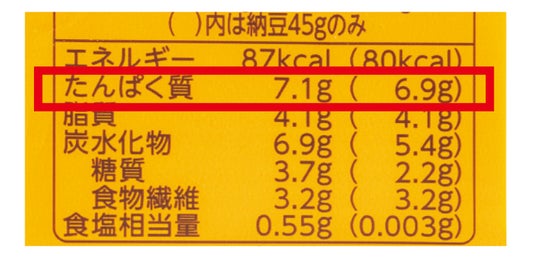 (　)内は納豆45gのみ
エネルギー 87kcal (80kcal)
たんぱく質 7.1g ( 6.9g)
脂質 4.1g ( 4.1g)
炭水化物 6.9g ( 5.4g)
糖質 3.7g ( 2.2g)
食物繊維 3.2g ( 3.2g)
食塩相当量 0.55g (0.003g)